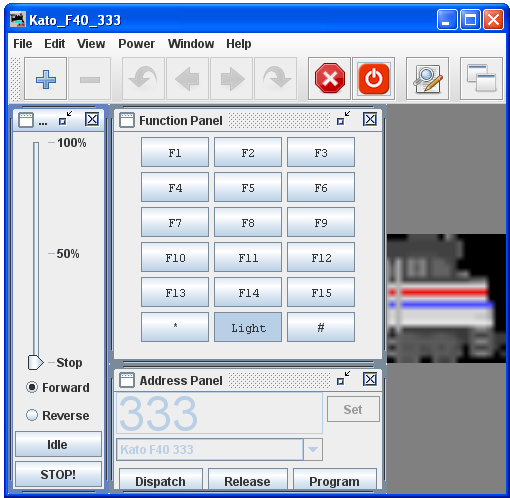 Kato_F40_333
File Edit View Power Window Help
...
100%
50%
Stop
Forward
Reverse
Idle
STOP!
Function Panel
F1 F2 F3
F4 F5 F6
F7 F8 F9
F10 F11 F12
F13 F14 F15
* Light #
Address Panel
333
Set
Kato F40 333
Dispatch Release Program